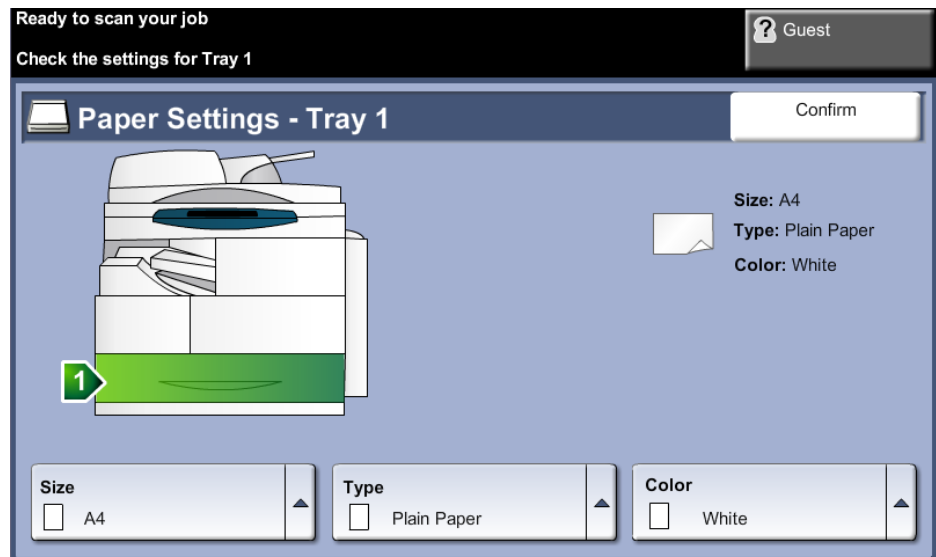 Ready to scan your job
Guest
Check the settings for Tray 1
Paper Settings - Tray 1
Confirm
Size: A4
Type: Plain Paper
Color: White
1
Size
A4
Type
Plain Paper
Color
White